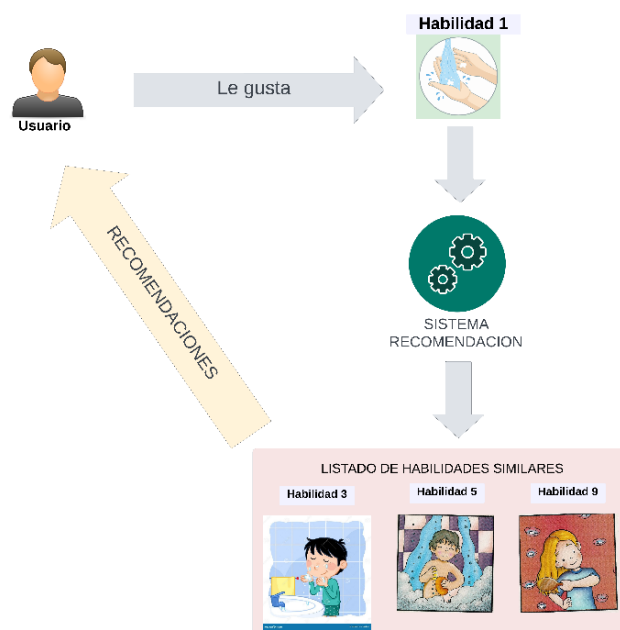 Habilidad 1
Le gusta
Usuario
RECOMENDACIONES
SISTEMA
RECOMENDACION
LISTADO DE HABILIDADES SIMILARES
Habilidad 3
Habilidad 5
Habilidad 9